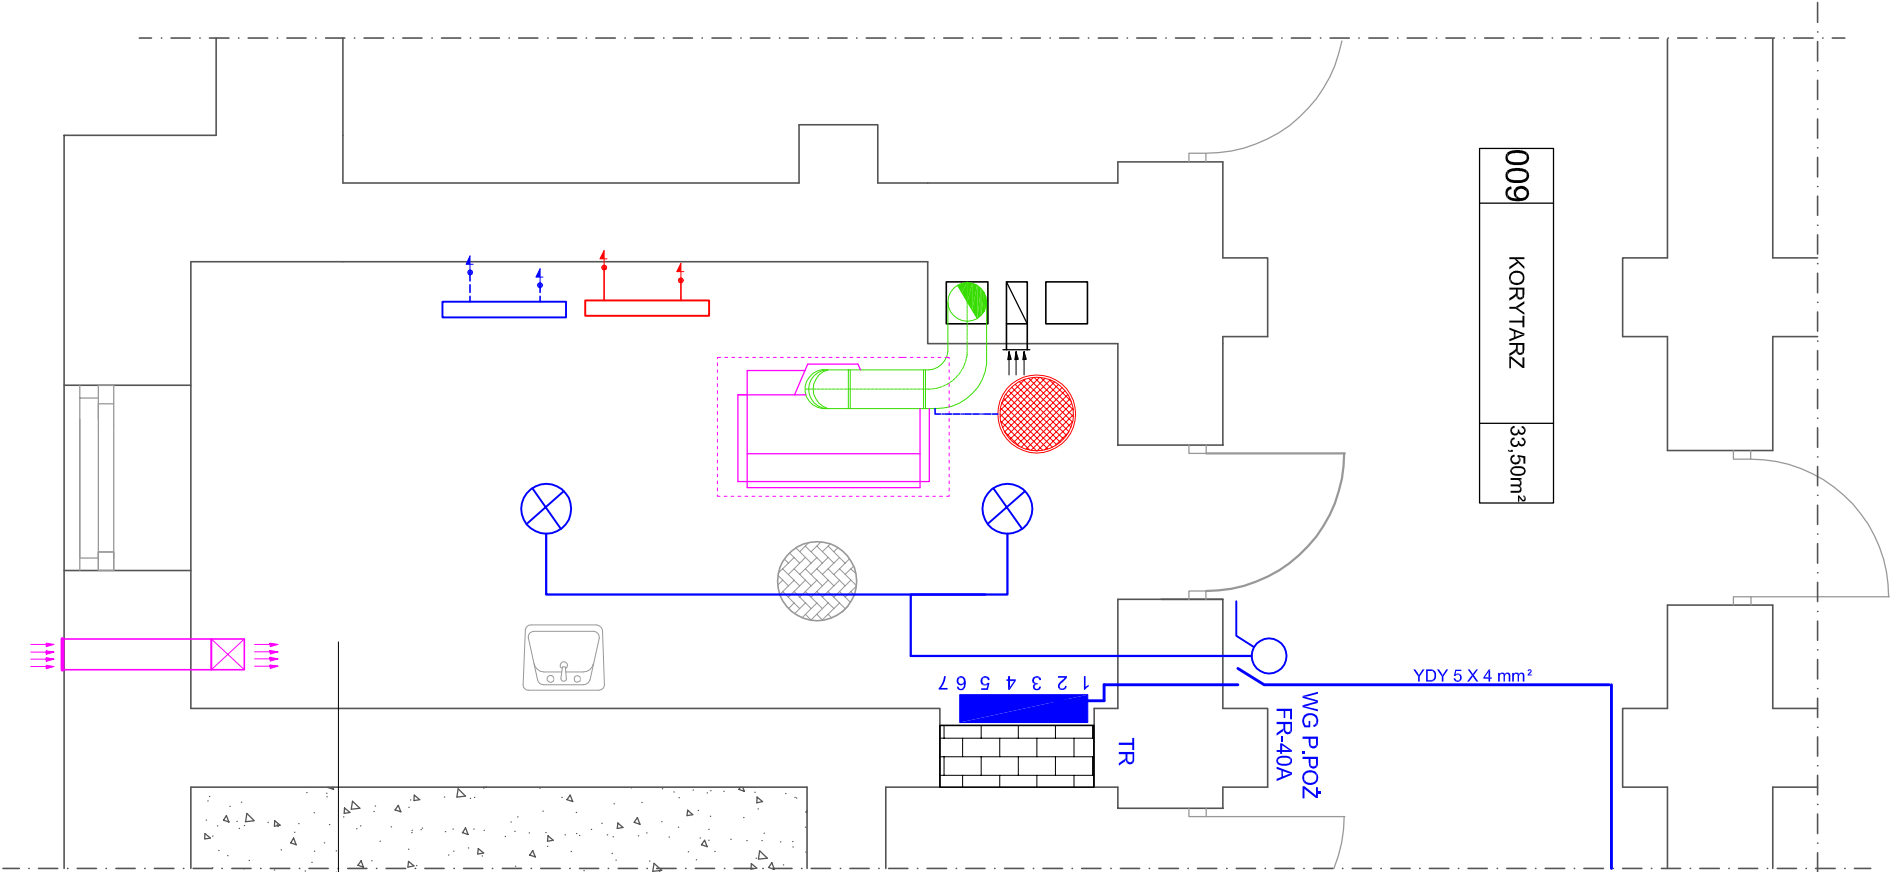 009
KORYTARZ
33,50m²
YDY 5 X 4 mm²
1 2 3 4 5 6 7
WG P.POŻ
FR-40A
TR